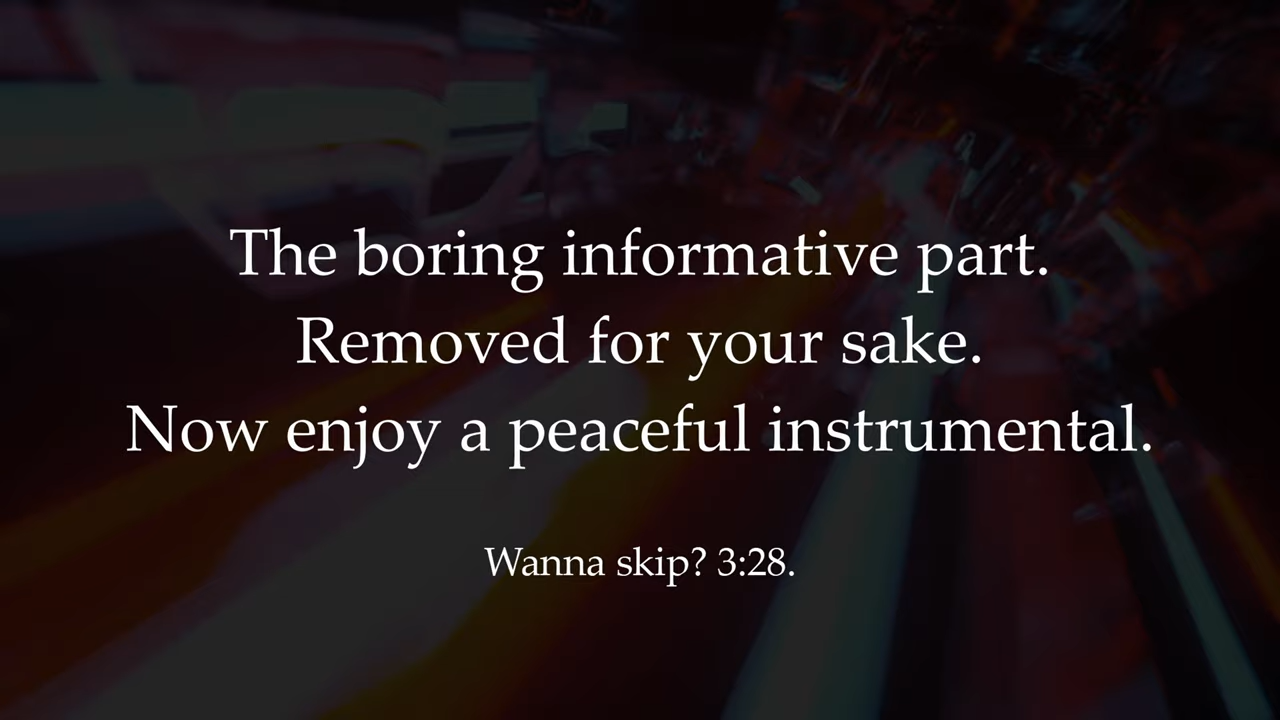 The boring informative part.
Removed for your sake.
Now enjoy a peaceful instrumental.
Wanna skip? 3:28.